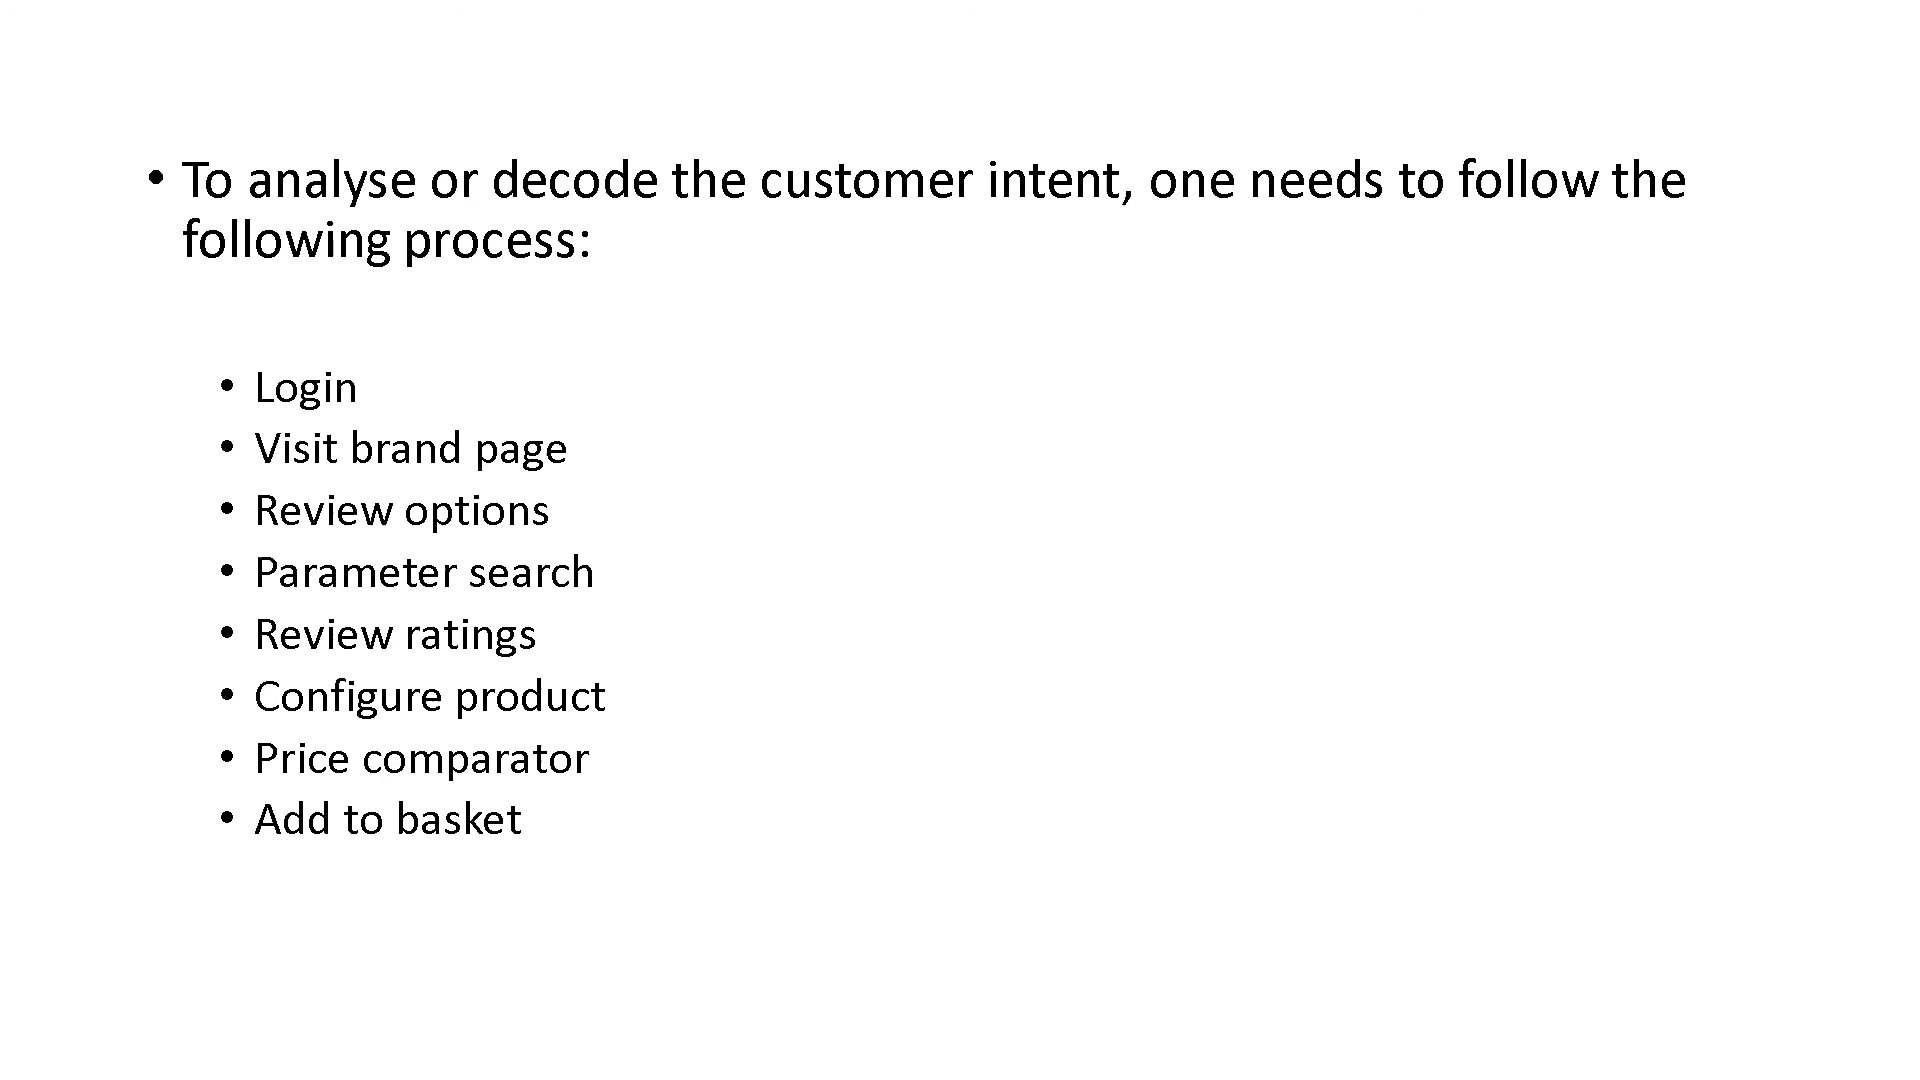 • To analyse or decode the customer intent, one needs to follow the
following process:
• Login
• Visit brand page
• Review options
• Parameter search
• Review ratings
• Configure product
• Price comparator
• Add to basket